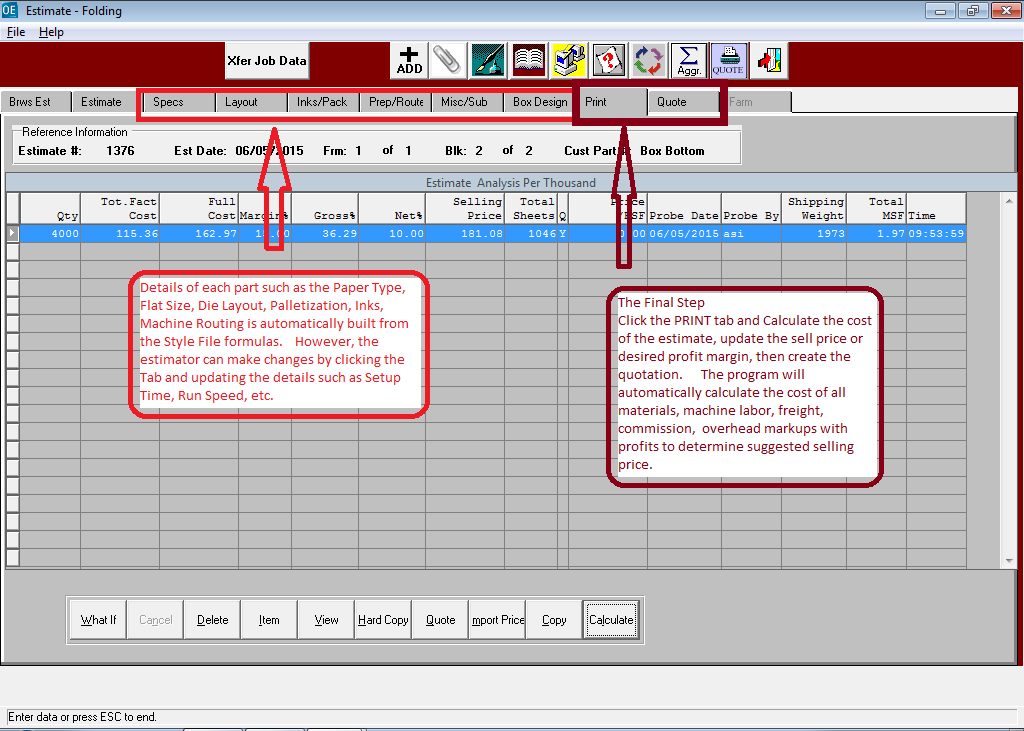 OE Estimate - Folding
File Help
Xfer Job Data
+ ADD
Σ Aggr.
QUOTE
Brws Est Estimate Specs Layout Inks/Pack Prep/Route Misc/Sub Box Design Print Quote Farm
Reference Information
Estimate #: 1376 Est Date: 06/05/2015 Frm: 1 of 1 Blk: 2 of 2 Cust Part# Box Bottom
Estimate Analysis Per Thousand
Tot.Fact Full Selling Total Shipping Total
Qty Cost Cost Margin% Gross% Net% Price Sheets Q Probe Date Probe By Weight MSF Time
4000 115.36 162.97 36.29 10.00 181.08 1046 Y 06/05/2015 asi 1973 1.97 09:53:59
Details of each part such as the Paper Type,
Flat Size, Die Layout, Palletization, Inks,
Machine Routing is automatically built from
the Style File formulas. However, the
estimator can make changes by clicking the
Tab and updating the details such as Setup
Time, Run Speed, etc.
The Final Step
Click the PRINT tab and Calculate the cost
of the estimate, update the sell price or
desired profit margin, then create the
quotation. The program will
automatically calculate the cost of all
materials, machine labor, freight,
commission, overhead markups with
profits to determine suggested selling
price.
What If Cancel Delete Item View Hard Copy Quote mport Price Copy Calculate
Enter data or press ESC to end.